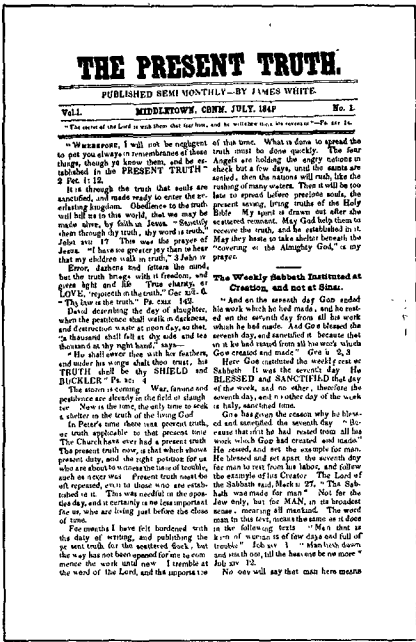 THE PRESENT TRUTH.
PUBLISHED SEMI MONTHLY—BY JAMES WHITE.
Vol.1. MIDDLETOWN, CONN, JULY, 1849 No. 1.
"The secret of the Lord is with them that fear him, and he will show them his covenant"—Ps. xxv 14.
"WHEREFORE, I will not be negligent
to put you always in remembrance of these
things, though ye know them, and be es-
tablished in the PRESENT TRUTH"
2 Pet. 1: 12.
It is through the truth that souls are
sanctified, and made ready to enter the ev-
erlasting kingdom. Obedience to the truth
will kill us to this world, that we may be
made alive, by faith in Jesus. "Sanctify
them through thy truth, thy word is truth,"
John xvii 17 This was the prayer of
Jesus. "I have no greater joy than to hear
that my children walk in truth," 3 John iv
Error, darkens and fetters the mind,
but the truth brings with it freedom, and
gives light and life True charity, or
LOVE, "rejoiceth in the truth," Cor xiii. 6.
"Thy law is the truth." Ps. cxix 142.
David describing the day of slaughter,
when the pestilence shall walk in darkness,
and destruction waste at noon day, so that,
"a thousand shall fall at thy side and ten
thousand at thy right hand," says—
"He shall cover thee with his feathers,
and under his wings shalt thou trust, his
TRUTH shall be thy SHIELD and
BUCKLER" Ps. xci 4
The storm is coming War, famine and
pestilence are already in the field of slaugh
ter Now is the time, the only time to seek
a shelter in the truth of the living God
In Peter's time there was present truth,
or truth applicable to that present time
The Church have ever had a present truth
The present truth now, is that which shows
present duty, and the right position for us
who are about to witness the time of trouble,
such as never was Present truth must be
oft repeated, even to those who are estab-
lished in it. This was needful in the apos-
tles day, and it certainly is no less important
for us, who are living just before the close
of time.
For months I have felt burdened with
the duty of writing, and publishing the
present truth for the scattered flock, but
the way has not been opened for me to com
mence the work until now I tremble at
the word of the Lord, and the importance
of this time. What is done to spread the
truth must be done quickly. The four
Angels are holding the angry nations in
check but a few days, until the saints are
sealed, then the nations will rush, like the
rushing of many waters. Then it will be too
late to spread before precious souls, the
present saving, living truths of the Holy
Bible My spirit is drawn out after the
scattered remnant. May God help them to
receive the truth, and be established in it.
May they haste to take shelter beneath the
"covering of the Almighty God," is my
prayer.
The Weekly Sabbath Instituted at
Creation, and not at Sinai.
"And on the seventh day God ended
his work which he had made, and he rest-
ed on the seventh day from all his work
which he had made. And God blessed the
seventh day, and sanctified it because that
in it he had rested from all his work which
God created and made" Gen ii 2, 3
Here God instituted the weekly rest or
Sabbath It was the seventh day He
BLESSED and SANCTIFIED that day
of the week, and no other, therefore the
seventh day, and no other day of the week
is holy, sanctified time.
God has given the reason why he bless-
ed and sanctified the seventh day "Be-
cause that in it he had rested from all his
work which God had created and made."
He rested, and set the example for man.
He blessed and set apart the seventh day
for man to rest from his labor, and follow
the example of his Creator The Lord of
the Sabbath said, Mark ii 27, "The Sab-
bath was made for man" Not for the
Jew only, but for MAN, in its broadest
sense, meaning all mankind. The word
man in this text, means the same as it does
in the following texts "Man that is
born of woman is of few days and full of
trouble" Job xiv 1 "Man lieth down
and riseth not, till the heavens be no more"
Job xiv 12.
No one will say that man here means